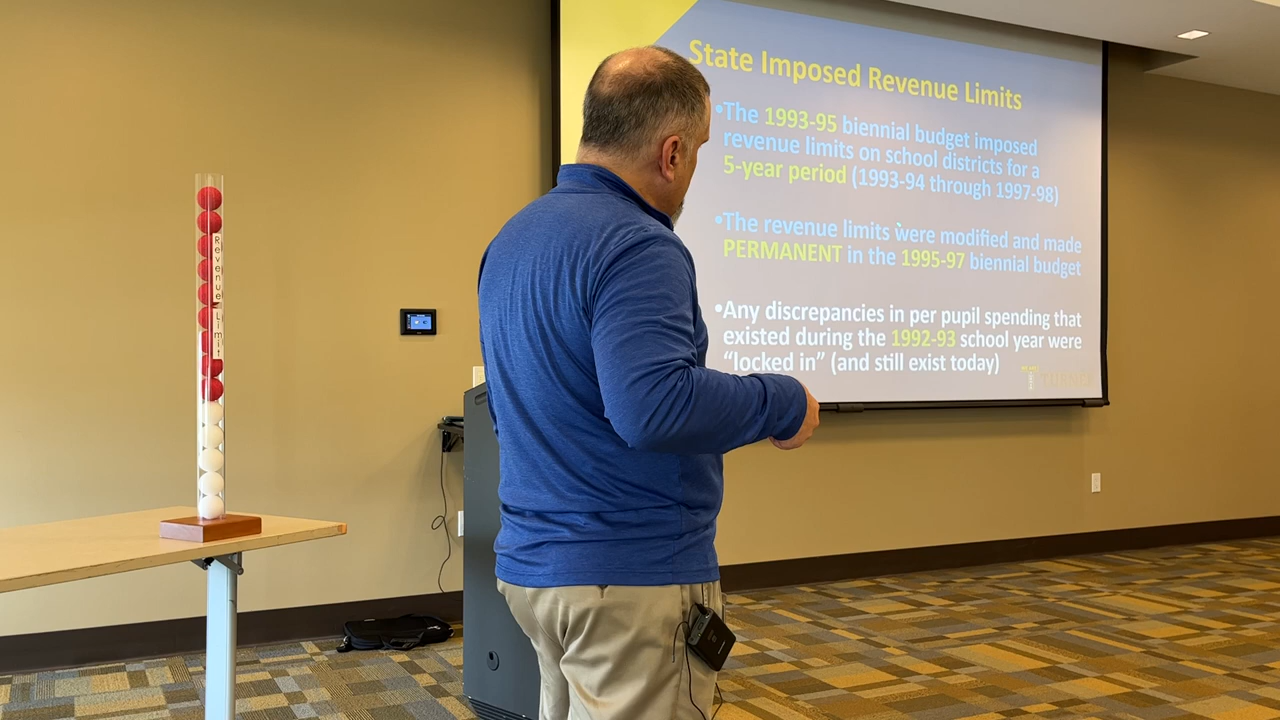 State Imposed Revenue Limits
•The 1993-95 biennial budget imposed
revenue limits on school districts for a
5-year period (1993-94 through 1997-98)
•The revenue limits were modified and made
PERMANENT in the 1995-97 biennial budget
•Any discrepancies in per pupil spending that
existed during the 1992-93 school year were
"locked in" (and still exist today)
Revenue Limit